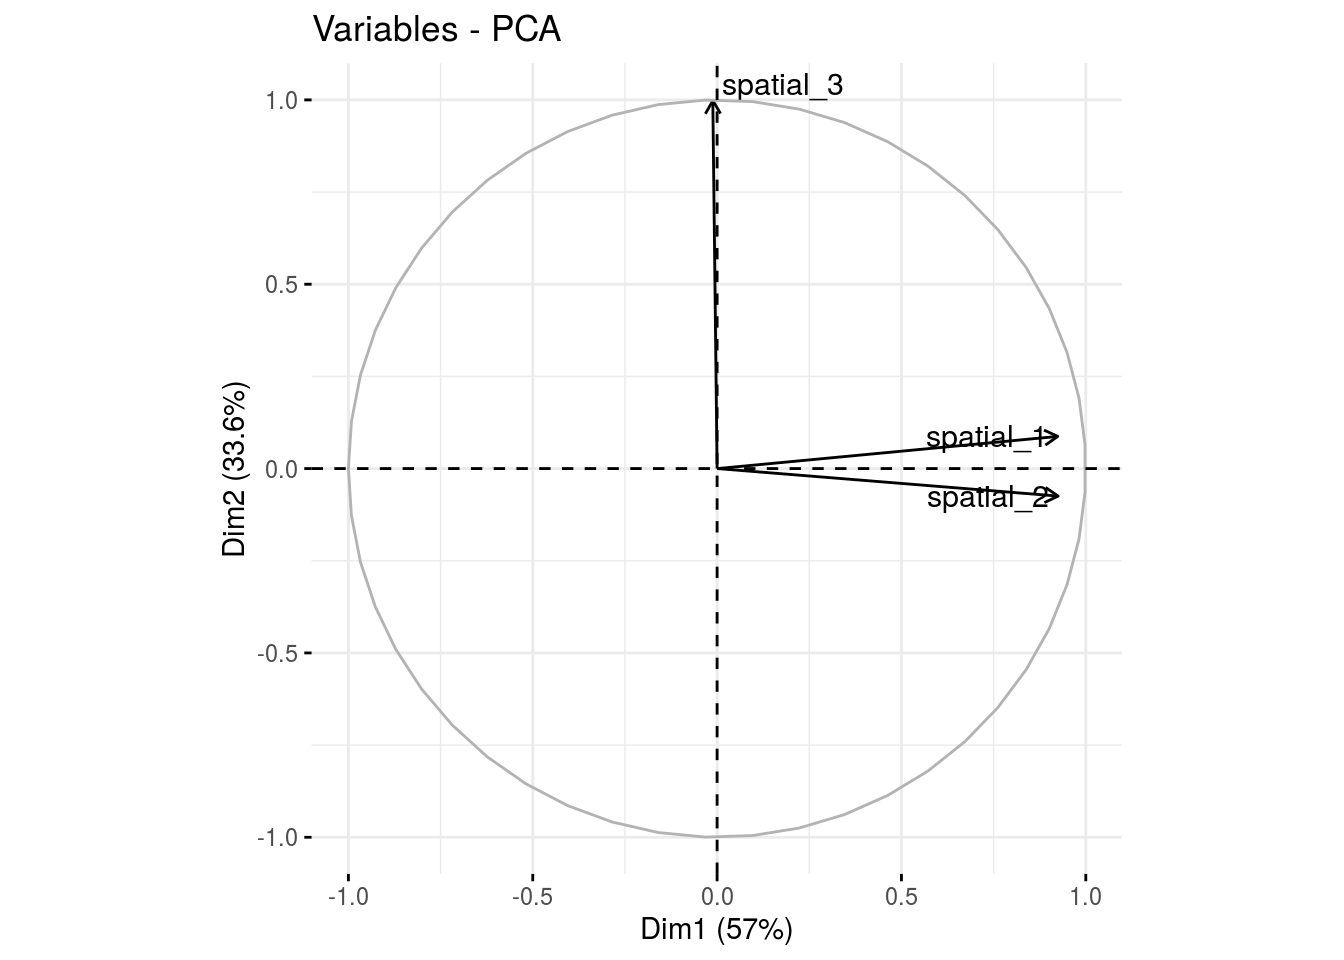 Variables - PCA
spatial_3
1.0
0.5
spatial_1
0.0
spatial_2
-0.5
-1.0
Dim2 (33.6%)
-1.0 -0.5 0.0 0.5 1.0
Dim1 (57%)